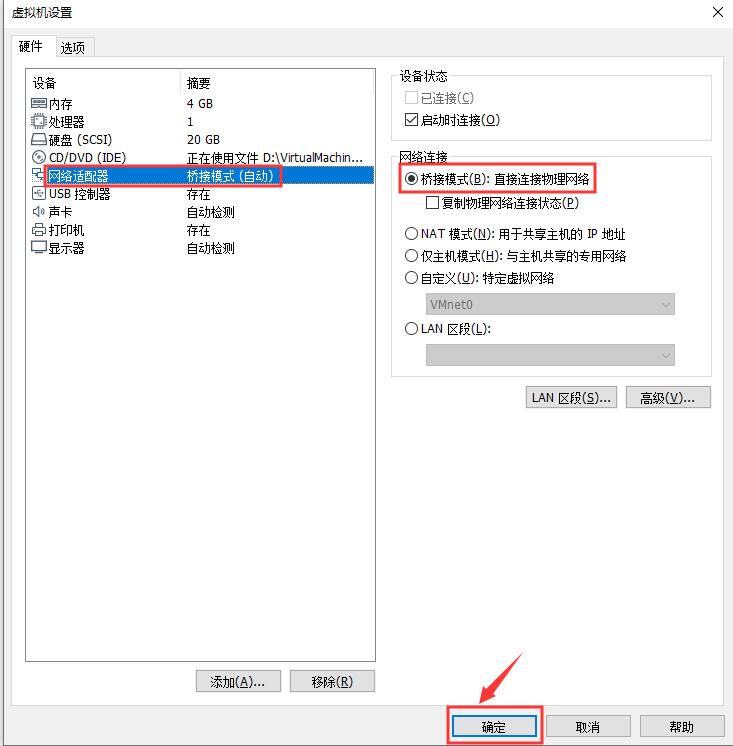 虚拟机设置
硬件 选项
设备 摘要
内存 4 GB
处理器 1
硬盘 (SCSI) 20 GB
CD/DVD (IDE) 正在使用文件 D:\VirtualMachin...
网络适配器 桥接模式 (自动)
USB 控制器 存在
声卡 自动检测
打印机 存在
显示器 自动检测
添加(A)... 移除(R)
设备状态
已连接(C)
启动时连接(O)
网络连接
桥接模式(B): 直接连接物理网络
复制物理网络连接状态(P)
NAT 模式(N): 用于共享主机的 IP 地址
仅主机模式(H): 与主机共享的专用网络
自定义(U): 特定虚拟网络
VMnet0
LAN 区段(L):
LAN 区段(S)... 高级(V)...
确定 取消 帮助